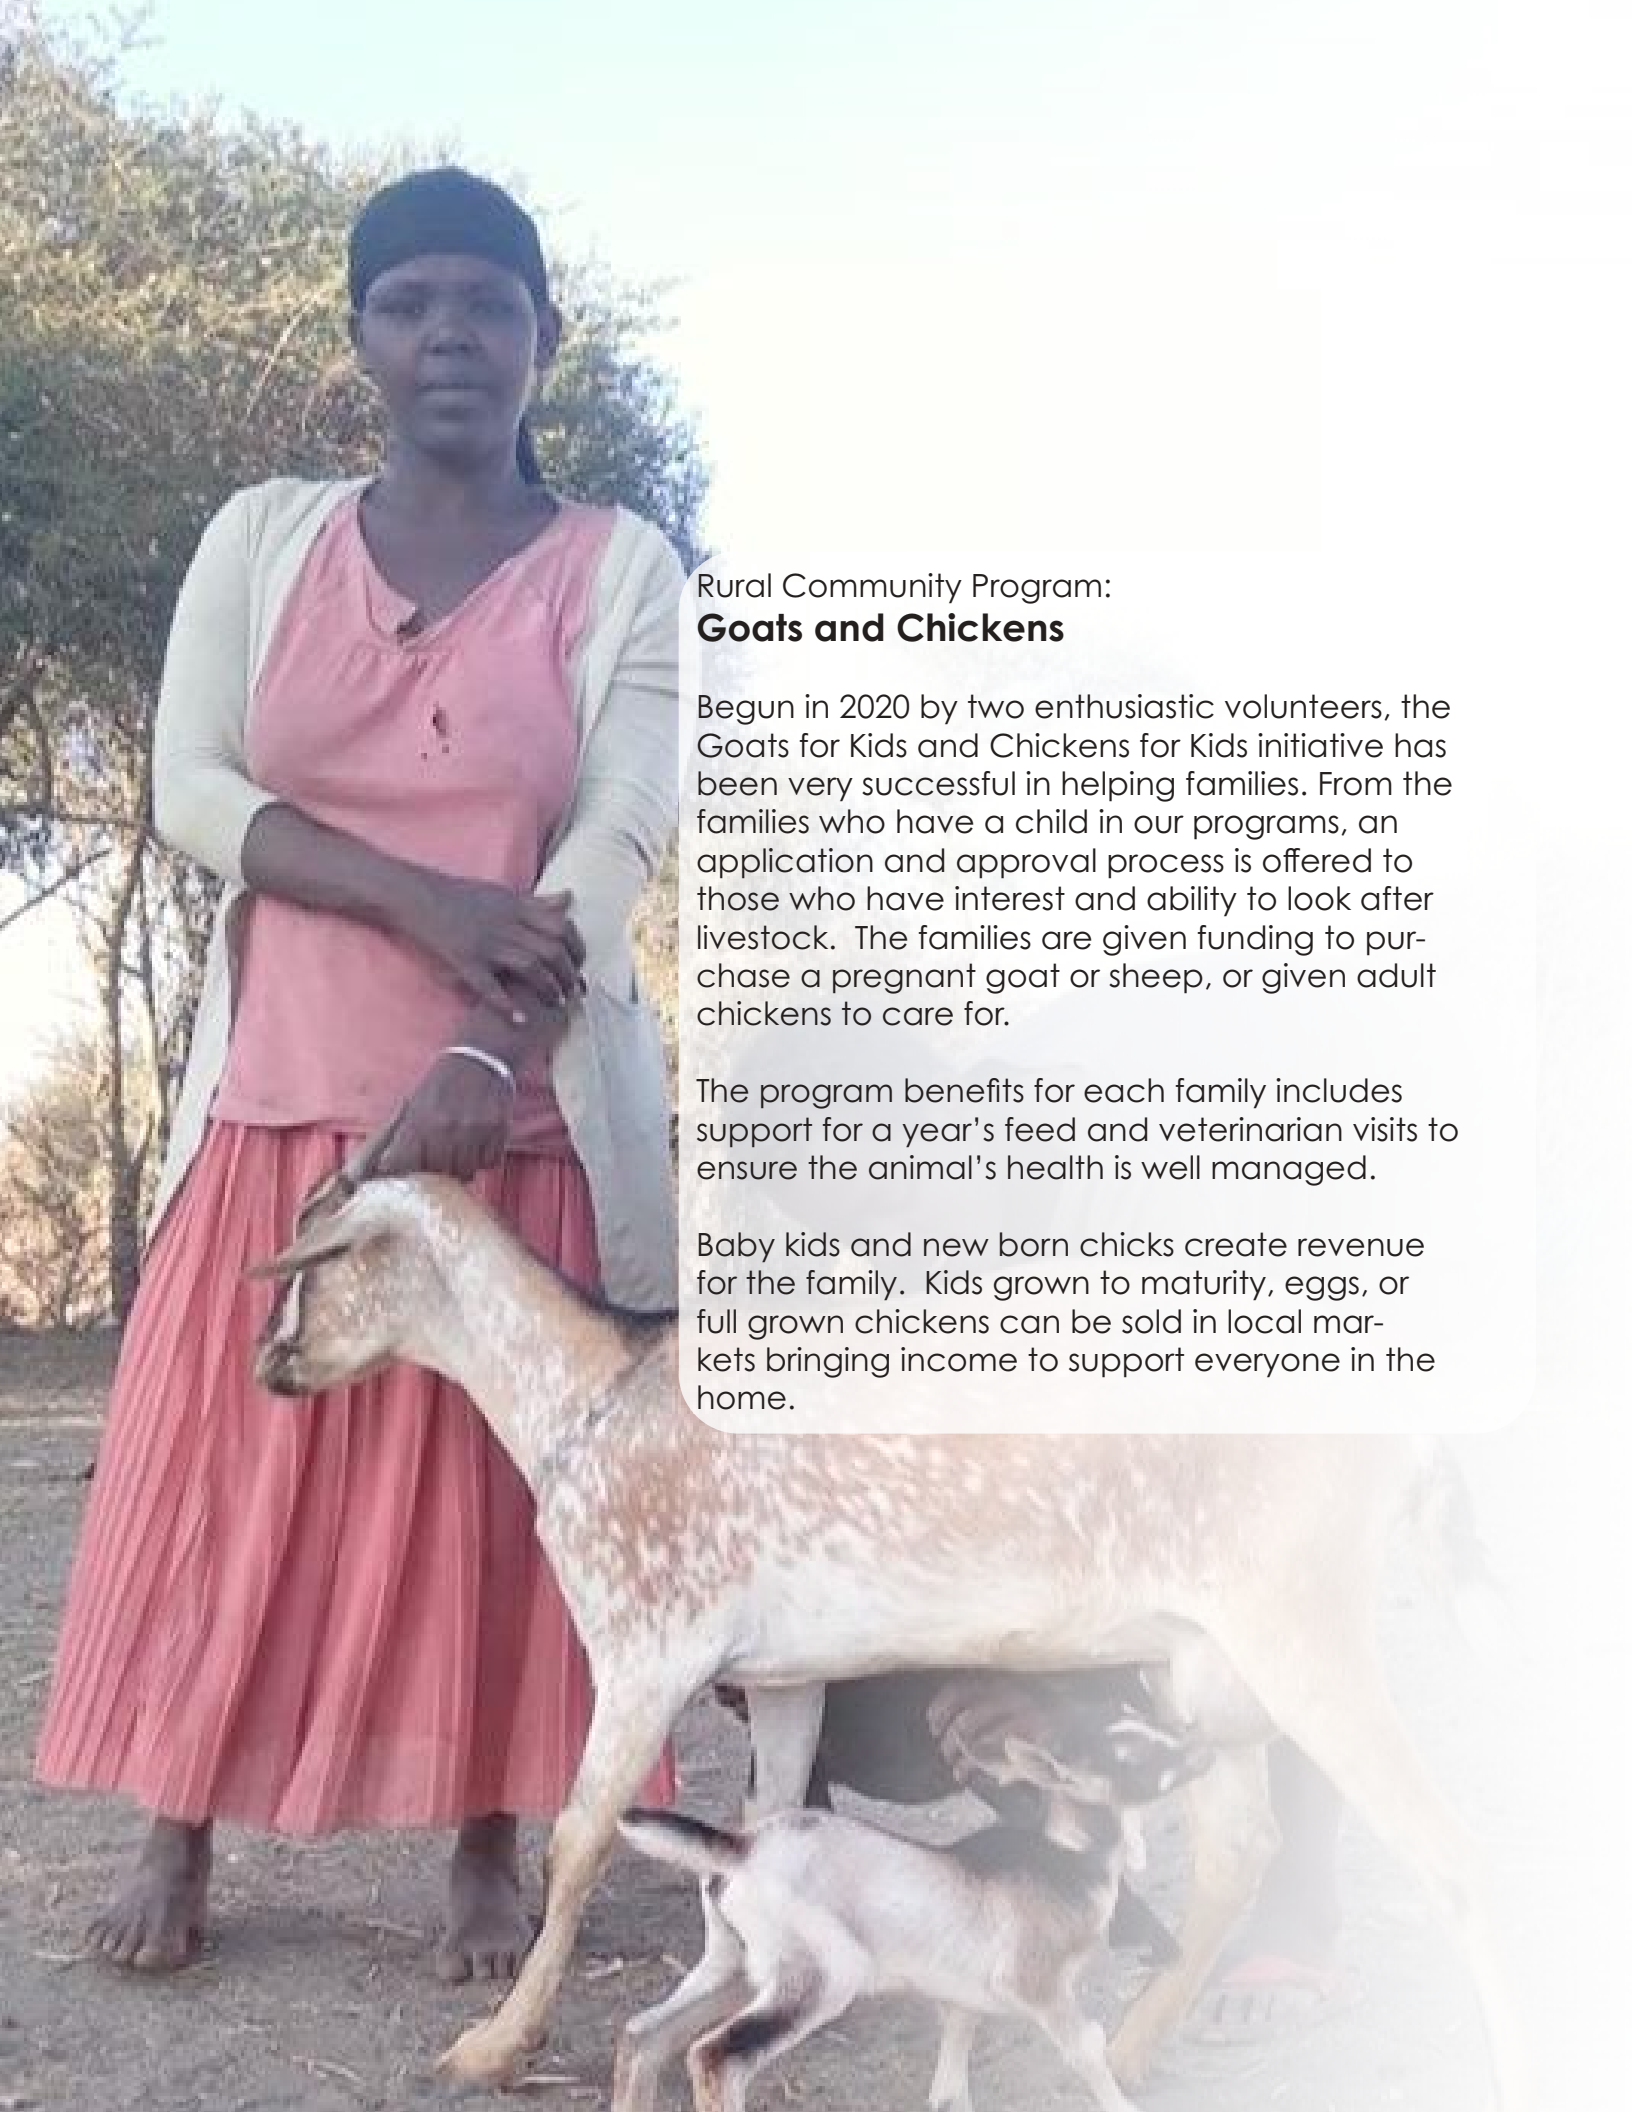 Rural Community Program:
Goats and Chickens
Begun in 2020 by two enthusiastic volunteers, the
Goats for Kids and Chickens for Kids initiative has
been very successful in helping families. From the
families who have a child in our programs, an
application and approval process is offered to
those who have interest and ability to look after
livestock.  The families are given funding to pur-
chase a pregnant goat or sheep, or given adult
chickens to care for.
The program benefits for each family includes
support for a year’s feed and veterinarian visits to
ensure the animal’s health is well managed.
Baby kids and new born chicks create revenue
for the family.  Kids grown to maturity, eggs, or
full grown chickens can be sold in local mar-
kets bringing income to support everyone in the
home.